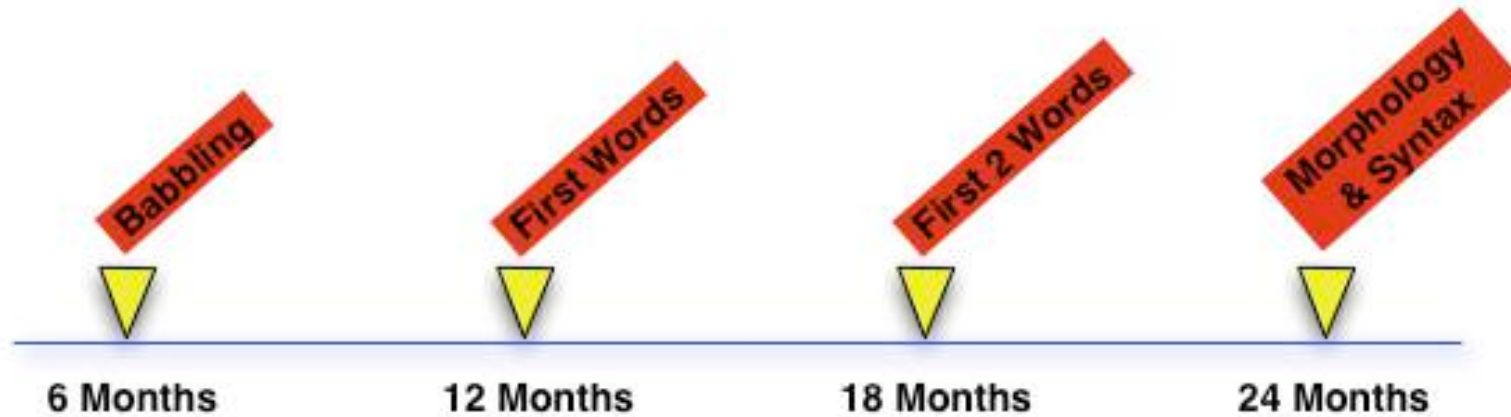 Babbling
First Words
First 2 Words
Morphology
& Syntax
6 Months
12 Months
18 Months
24 Months